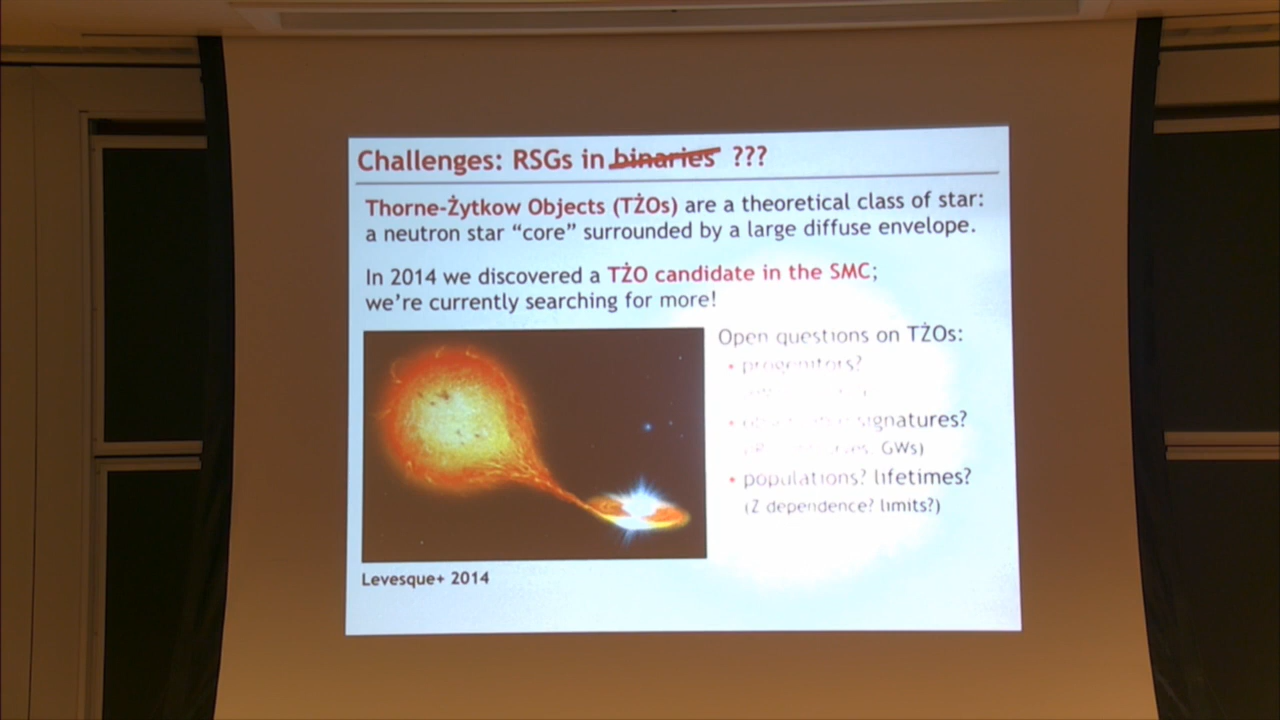 Challenges: RSGs in binaries ???
Thorne-Żytkow Objects (TŻOs) are a theoretical class of star:
a neutron star “core” surrounded by a large diffuse envelope.
In 2014 we discovered a TŻO candidate in the SMC;
we’re currently searching for more!
Open questions on TŻOs:
• progenitors?
• signatures?
GWs)
• populations? lifetimes?
(Z dependence? limits?)
Levesque+ 2014